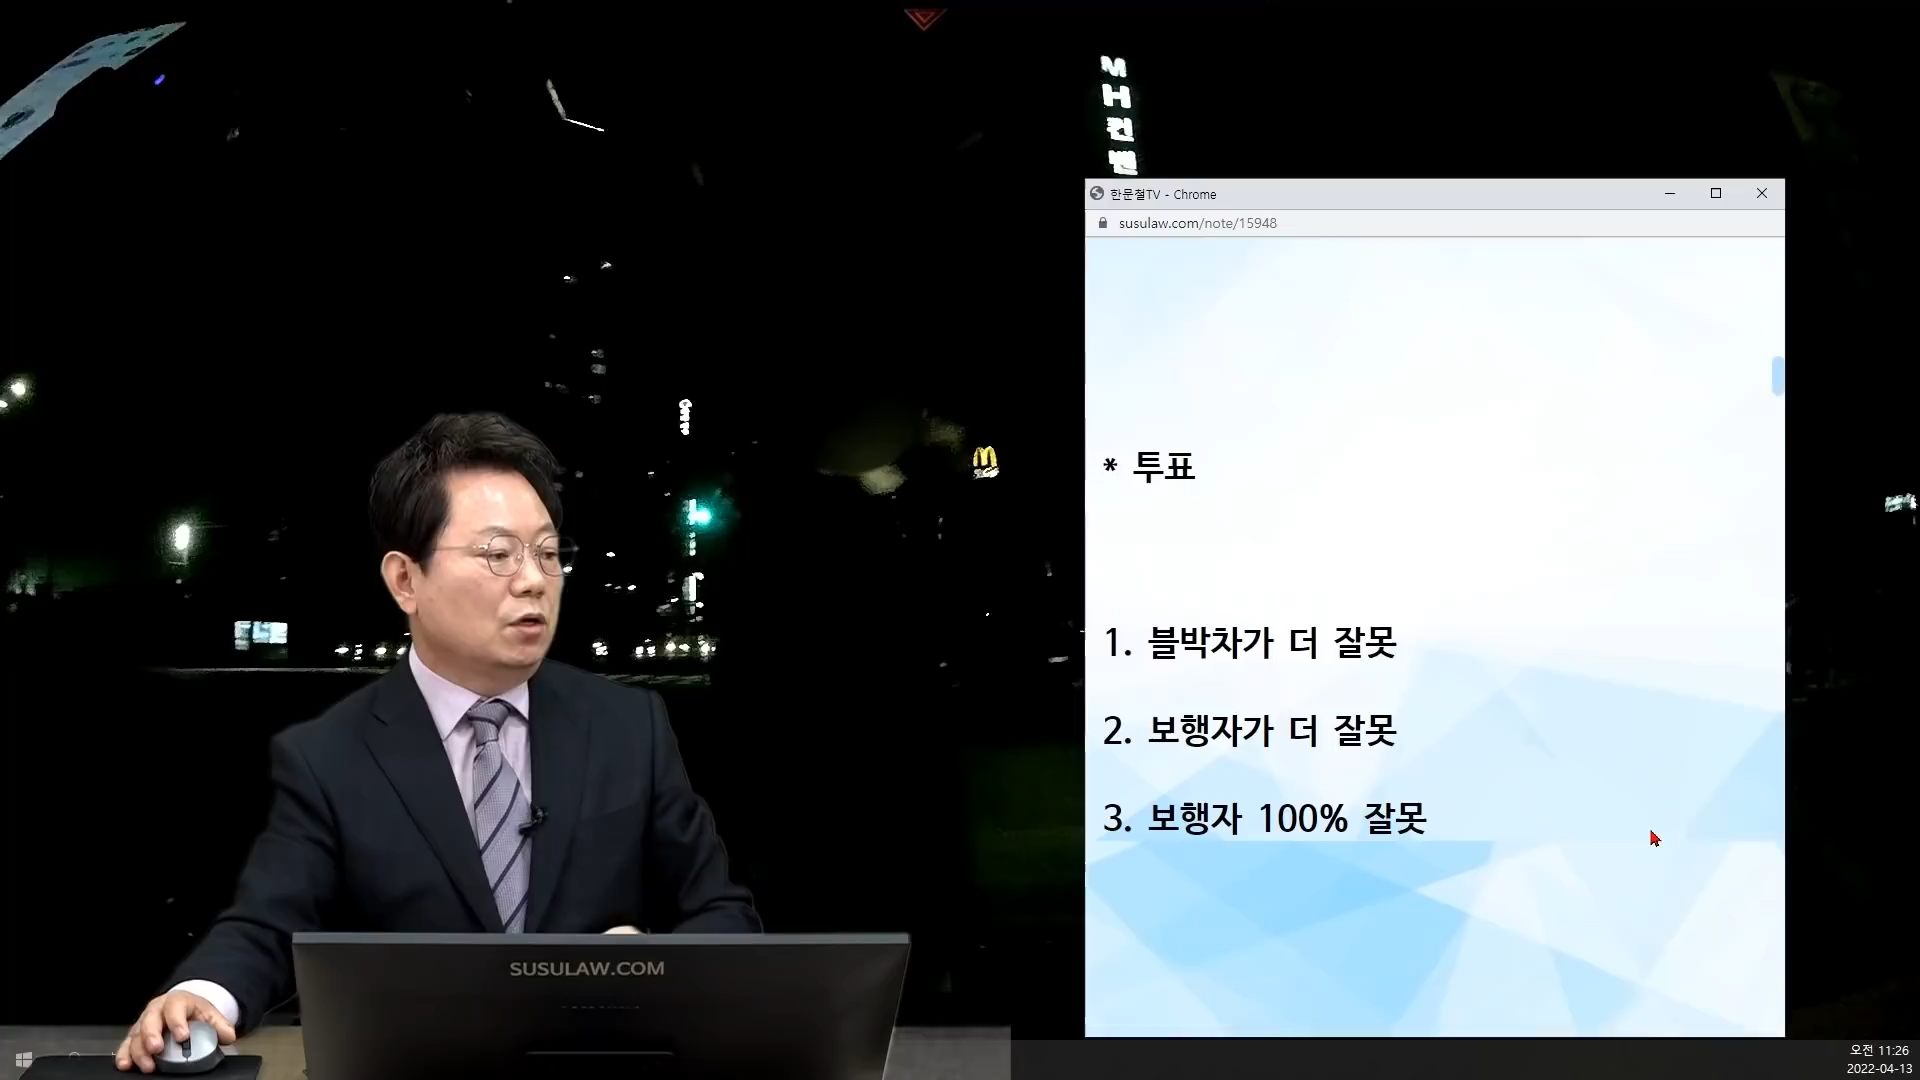 M
H
컨
벤
한문철TV - Chrome
susulaw.com/note/15948
* 투표
1. 블박차가 더 잘못
2. 보행자가 더 잘못
3. 보행자 100% 잘못
SUSULAW.COM
오전 11:26
2022-04-13